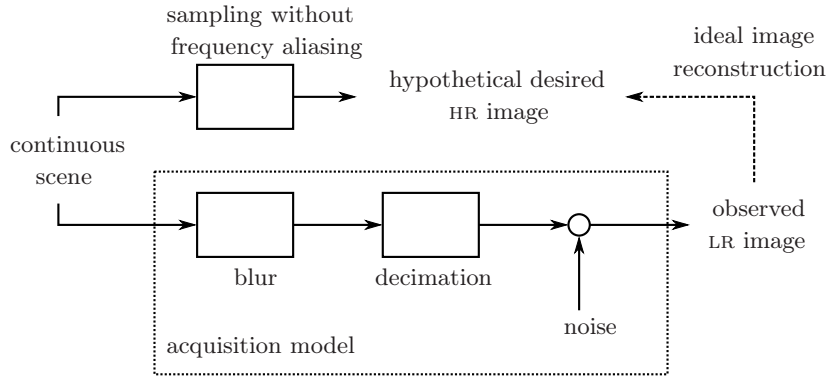 sampling without
frequency aliasing
ideal image
reconstruction
hypothetical desired
HR image
continuous
scene
observed
LR image
blur
decimation
noise
acquisition model